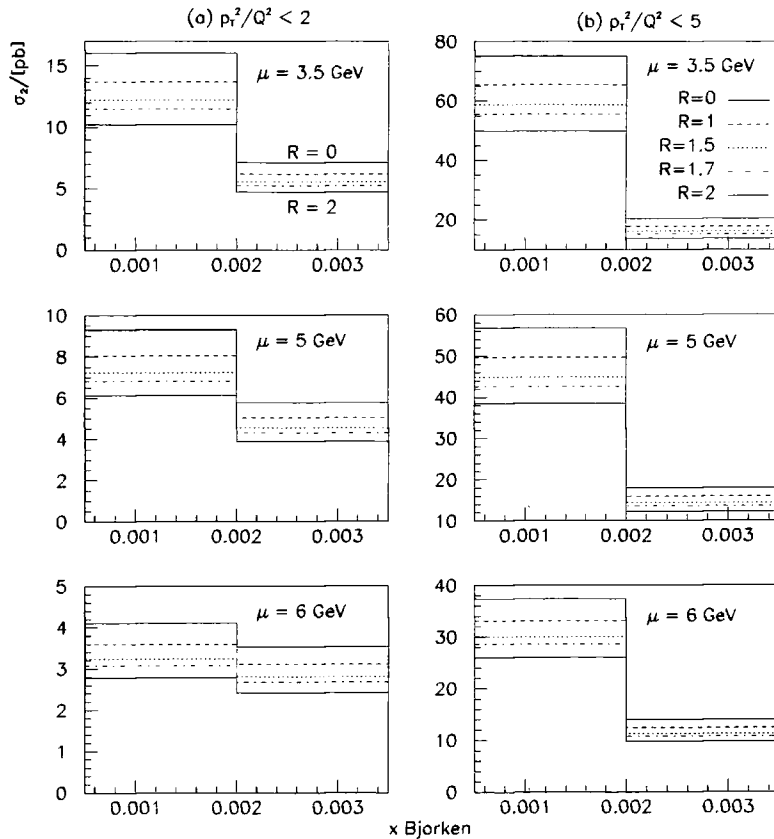 (a) p_T²/Q² < 2
(b) p_T²/Q² < 5
σ₂/[pb]
15
10
5
0
μ = 3.5 GeV
R = 0
R = 2
0.001 0.002 0.003
80
60
40
20
μ = 3.5 GeV
R=0
R=1
R=1.5
R=1.7
R=2
0.001 0.002 0.003
10
8
6
4
2
0
μ = 5 GeV
0.001 0.002 0.003
60
50
40
30
20
10
μ = 5 GeV
0.001 0.002 0.003
5
4
3
2
1
0
μ = 6 GeV
0.001 0.002 0.003
40
30
20
10
0
μ = 6 GeV
0.001 0.002 0.003
x Bjorken